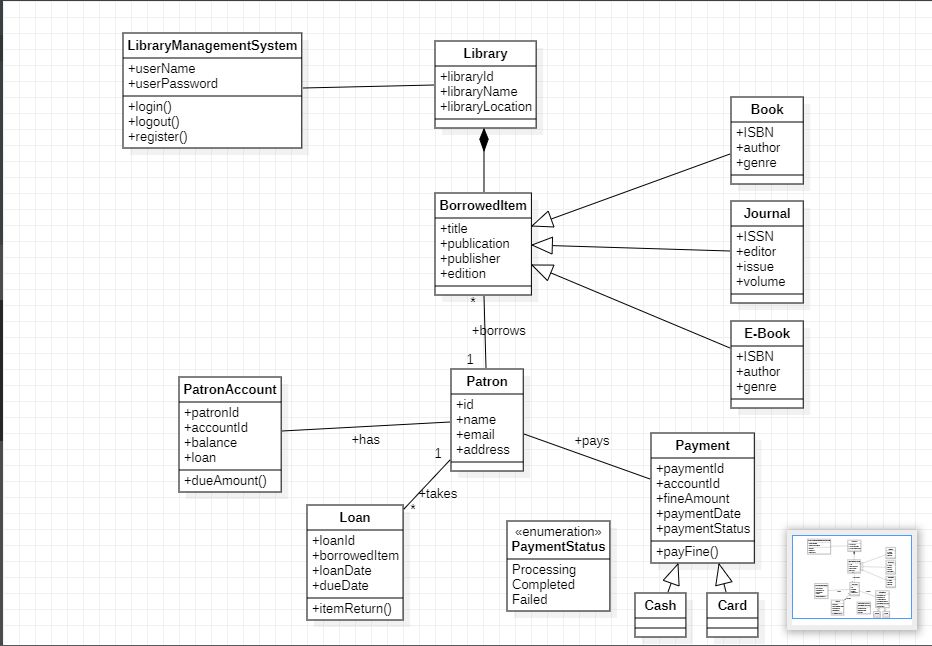 LibraryManagementSystem
+userName
+userPassword
+login()
+logout()
+register()
Library
+libraryId
+libraryName
+libraryLocation
Book
+ISBN
+author
+genre
BorrowedItem
+title
+publication
+publisher
+edition
Journal
+ISSN
+editor
+issue
+volume
E-Book
+ISBN
+author
+genre
*
+borrows
1
Patron
+id
+name
+email
+address
PatronAccount
+patronId
+accountId
+balance
+loan
+dueAmount()
+has
1
+takes
*
+pays
Loan
+loanId
+borrowedItem
+loanDate
+dueDate
+itemReturn()
«enumeration»
PaymentStatus
Processing
Completed
Failed
Payment
+paymentId
+accountId
+fineAmount
+paymentDate
+paymentStatus
+payFine()
Cash
Card